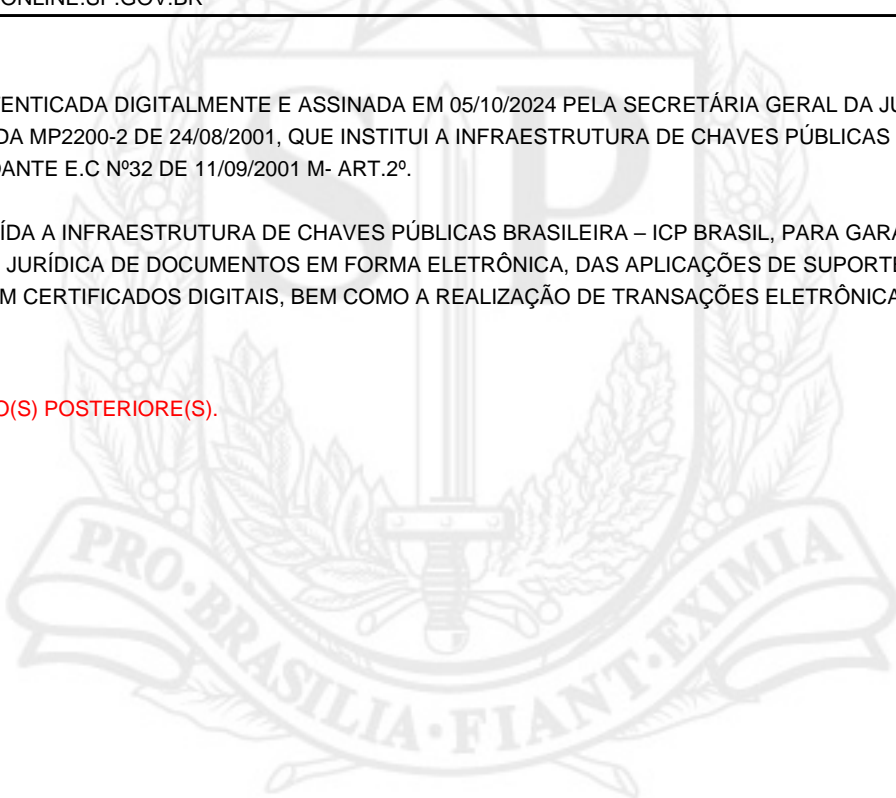 ONLINE.SP.GOV.BR
ENTICADA DIGITALMENTE E ASSINADA EM 05/10/2024 PELA SECRETÁRIA GERAL DA JU
DA MP2200-2 DE 24/08/2001, QUE INSTITUI A INFRAESTRUTURA DE CHAVES PÚBLICAS
DANTE E.C Nº32 DE 11/09/2001 M- ART.2º.
ÍDA A INFRAESTRUTURA DE CHAVES PÚBLICAS BRASILEIRA – ICP BRASIL, PARA GARA
JURÍDICA DE DOCUMENTOS EM FORMA ELETRÔNICA, DAS APLICAÇÕES DE SUPORTE
M CERTIFICADOS DIGITAIS, BEM COMO A REALIZAÇÃO DE TRANSAÇÕES ELETRÔNICA
O(S) POSTERIORE(S).
SP
PRO·BRASILIA·FIANT·EXIMIA